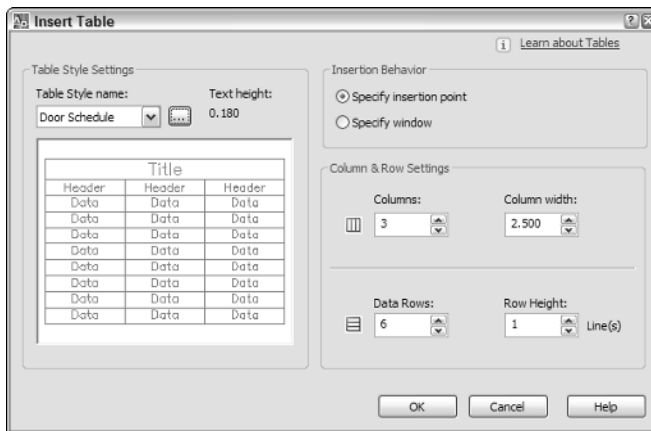 Insert Table
Learn about Tables
Table Style Settings
Table Style name:
Text height:
Door Schedule
...
0.180
Title
Header Header Header
Data Data Data
Data Data Data
Data Data Data
Data Data Data
Data Data Data
Data Data Data
Data Data Data
Data Data Data
Insertion Behavior
Specify insertion point
Specify window
Column & Row Settings
Columns:
Column width:
3
2.500
Data Rows:
Row Height:
6
1
Line(s)
OK
Cancel
Help